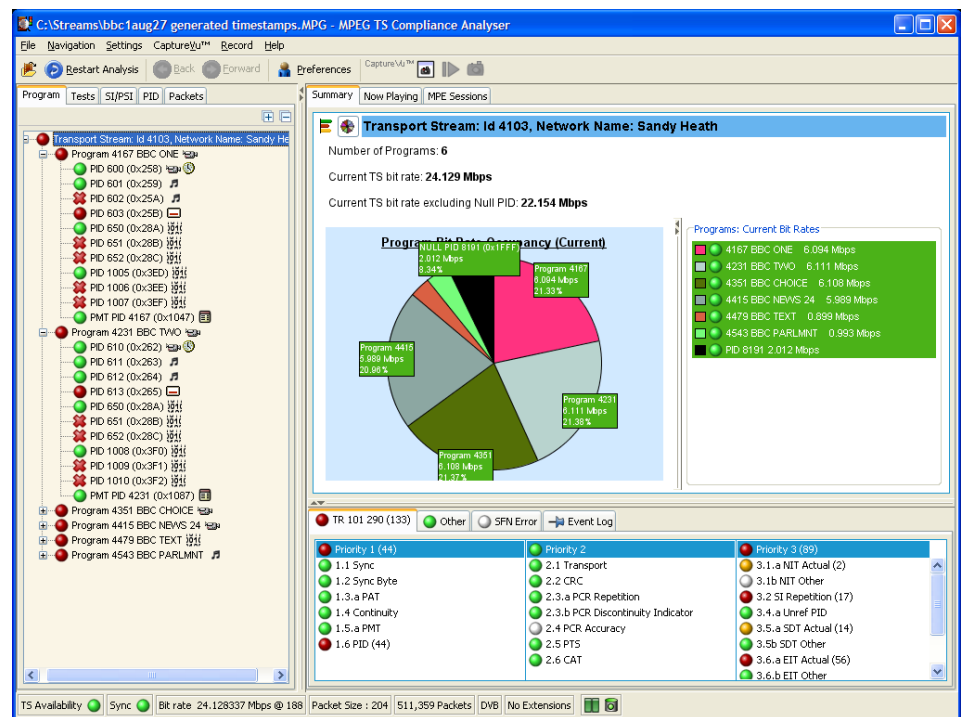 C:\Streams\bbc1aug27 generated timestamps.MPG - MPEG TS Compliance Analyser
File Navigation Settings CaptureVu™ Record Help
Restart Analysis Back Forward Preferences CaptureVu™
Program Tests SI/PSI PID Packets
Transport Stream: Id 4103, Network Name: Sandy He
Program 4167 BBC ONE
PID 600 (0x258)
PID 601 (0x259)
PID 602 (0x25A)
PID 603 (0x25B)
PID 650 (0x28A)
PID 651 (0x28B)
PID 652 (0x28C)
PID 1005 (0x3ED)
PID 1006 (0x3EE)
PID 1007 (0x3EF)
PMT PID 4167 (0x1047)
Program 4231 BBC TWO
PID 610 (0x262)
PID 611 (0x263)
PID 612 (0x264)
PID 613 (0x265)
PID 650 (0x28A)
PID 651 (0x28B)
PID 652 (0x28C)
PID 1008 (0x3F0)
PID 1009 (0x3F1)
PID 1010 (0x3F2)
PMT PID 4231 (0x1087)
Program 4351 BBC CHOICE
Program 4415 BBC NEWS 24
Program 4479 BBC TEXT
Program 4543 BBC PARLMNT
Summary Now Playing MPE Sessions
Transport Stream: Id 4103, Network Name: Sandy Heath
Number of Programs: 6
Current TS bit rate: 24.129 Mbps
Current TS bit rate excluding Null PID: 22.154 Mbps
Program Bit Rate Occupancy (Current)
NULL PID 8191 (0x1FFF)
2.012 Mbps
8.34%
Program 4167
6.094 Mbps
21.33%
Program 4415
5.989 Mbps
20.96%
Program 4231
6.111 Mbps
21.38%
Program 4351
6.108 Mbps
21.37%
Programs: Current Bit Rates
4167 BBC ONE 6.094 Mbps
4231 BBC TWO 6.111 Mbps
4351 BBC CHOICE 6.108 Mbps
4415 BBC NEWS 24 5.989 Mbps
4479 BBC TEXT 0.899 Mbps
4543 BBC PARLMNT 0.993 Mbps
PID 8191 2.012 Mbps
TR 101 290 (133) Other SFN Error Event Log
Priority 1 (44)
1.1 Sync
1.2 Sync Byte
1.3.a PAT
1.4 Continuity
1.5.a PMT
1.6 PID (44)
Priority 2
2.1 Transport
2.2 CRC
2.3.a PCR Repetition
2.3.b PCR Discontinuity Indicator
2.4 PCR Accuracy
2.5 PTS
2.6 CAT
Priority 3 (89)
3.1.a NIT Actual (2)
3.1b NIT Other
3.2 SI Repetition (17)
3.4.a Unref PID
3.5.a SDT Actual (14)
3.5b SDT Other
3.6.a EIT Actual (56)
3.6.b EIT Other
TS Availability Sync Bit rate 24.128337 Mbps @ 188 Packet Size : 204 511,359 Packets DVB No Extensions